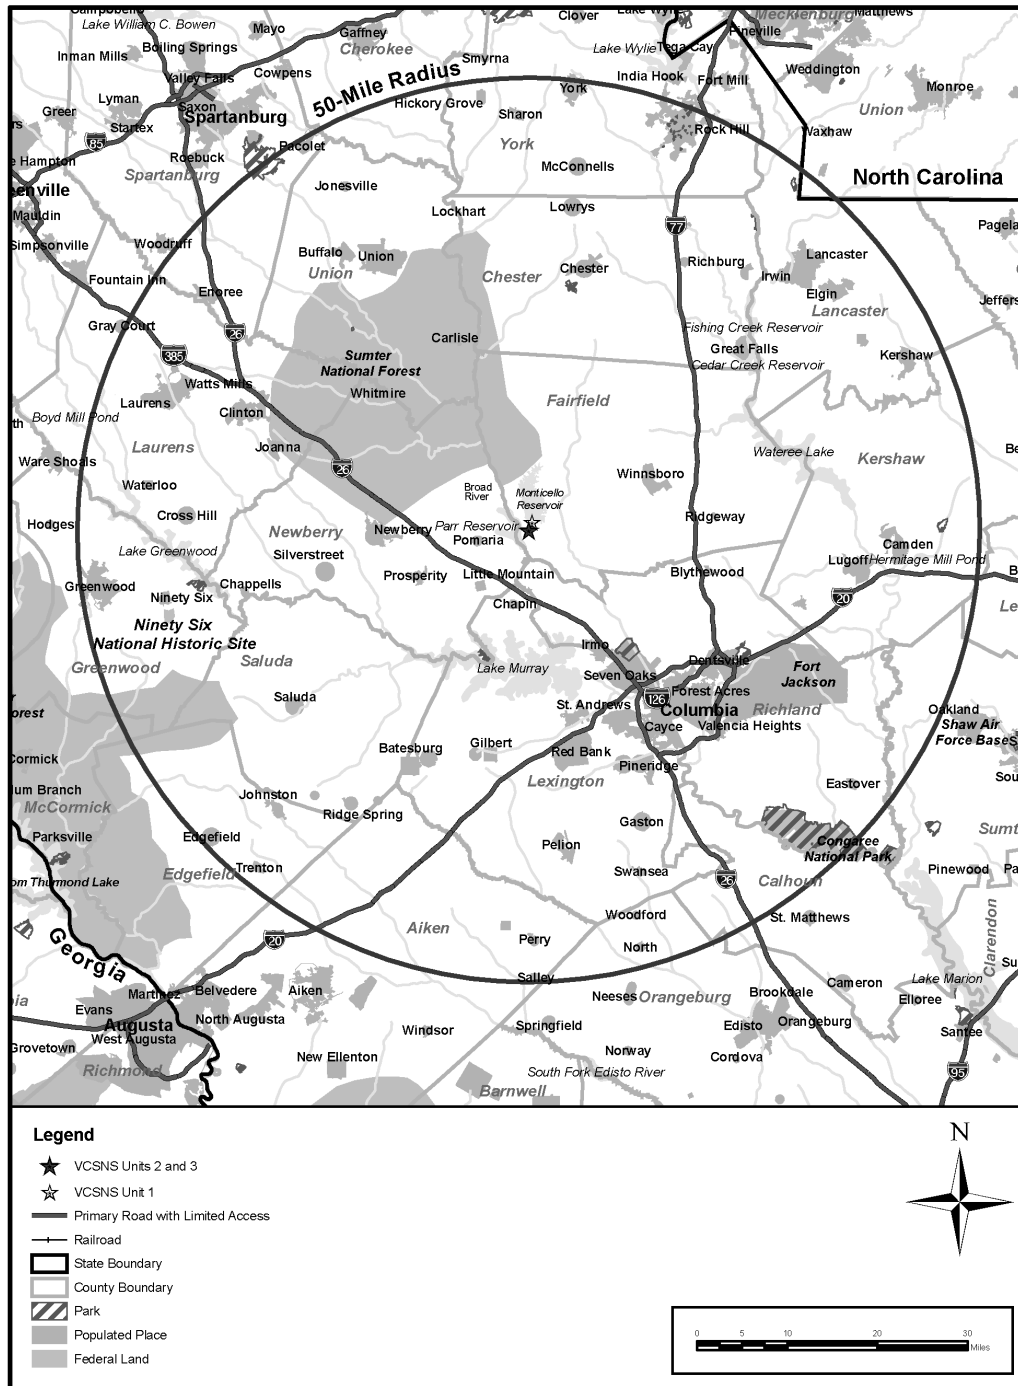 Campobello
Lake William C. Bowen
Mayo
Gaffney
Clover
Lake Wylie
Mecklenburg
Matthews
Pineville
Inman Mills
Boiling Springs
Cherokee
Smyrna
Lake Wylie
Tega Cay
Weddington
Valley Falls
Cowpens
50-Mile Radius
India Hook
Fort Mill
Monroe
Lyman
Greer
Saxon
Spartanburg
Hickory Grove
York
Sharon
Union
Startex
85
Pacolet
York
Rock Hill
Waxhaw
Hampton
Roebuck
Spartanburg
McConnells
North Carolina
Jonesville
Mauldin
Lockhart
Lowrys
77
Simpsonville
Woodruff
Buffalo
Union
Union
Chester
Chester
Richburg
Lancaster
Irwin
Fountain Inn
Enoree
Elgin
Lancaster
Gray Court
26
385
Carlisle
Fishing Creek Reservoir
Great Falls
Cedar Creek Reservoir
Kershaw
Sumter
National Forest
Whitmire
Watts Mills
Laurens
Clinton
Fairfield
Boyd Mill Pond
Laurens
Joanna
Wateree Lake
Kershaw
Ware Shoals
26
Winnsboro
Waterloo
Broad
River
Monticello
Reservoir
Cross Hill
Ridgeway
Hodges
Newberry
Newberry
Parr Reservoir
Pomaria
Lake Greenwood
Silverstreet
Camden
Lugoff
Hermitage Mill Pond
Greenwood
Chappells
Prosperity
Little Mountain
Blythewood
20
Ninety Six
Chapin
Ninety Six
National Historic Site
Irmo
Greenwood
Saluda
Lake Murray
Seven Oaks
Dentsville
Fort
Jackson
126
Forest Acres
Saluda
St. Andrews
Columbia
Richland
Oakland
Cayce
Valencia Heights
Shaw Air
Force Base
Batesburg
Gilbert
Red Bank
Pineridge
Lexington
Eastover
McCormick
Johnston
Ridge Spring
Gaston
Parksville
Edgefield
Pelion
Congaree
National Park
Edgefield
Trenton
Swansea
26
Calhoun
Pinewood
Woodford
St. Matthews
Aiken
Perry
North
20
Clarendon
Georgia
Salley
Lake Marion
Martinez
Belvedere
Aiken
Neeses
Orangeburg
Brookdale
Cameron
Elloree
Evans
Augusta
North Augusta
Windsor
Springfield
Edisto
Orangeburg
Santee
West Augusta
Grovetown
New Ellenton
Norway
Cordova
Richmond
South Fork Edisto River
95
Barnwell
Legend
VCSNS Units 2 and 3
VCSNS Unit 1
Primary Road with Limited Access
Railroad
State Boundary
County Boundary
Park
Populated Place
Federal Land
N
0 5 10 20 30
Miles